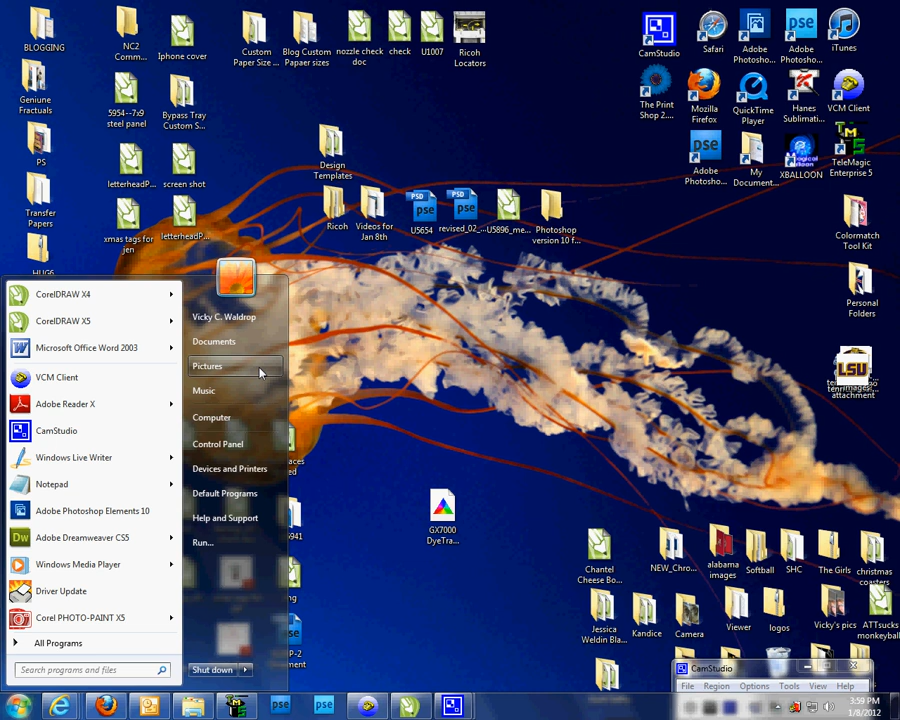 BLOGGING
NC2
Comm...
Iphone cover
Custom
Paper Size ...
Blog Custom
Papaer sizes
nozzle check
doc
check
U1007
Ricoh
Locators
CamStudio
Safari
Adobe
Photosho...
Adobe
Photosho...
iTunes
Geniune
Fractuals
5954--7x9
steel panel
Bypass Tray
Custom S...
The Print
Shop 2....
Mozilla
Firefox
QuickTime
Player
Hanes
Sublimati...
VCM Client
PS
letterheadP...
screen shot
Design
Templates
Adobe
Photosho...
My
Document...
XBALLOON
TeleMagic
Enterprise 5
Transfer
Papers
xmas tags for
jen
letterheadP...
Ricoh
Videos for
Jan 8th
PSD
pse
U5654
PSD
pse
revised_02_...
U5896_me...
Photoshop
version 10 f...
Colormatch
Tool Kit
HUG6
Personal
Folders
LSU
attachment
CorelDRAW X4
CorelDRAW X5
Microsoft Office Word 2003
VCM Client
Adobe Reader X
CamStudio
Windows Live Writer
Notepad
Adobe Photoshop Elements 10
Adobe Dreamweaver CS5
Windows Media Player
Driver Update
Corel PHOTO-PAINT X5
All Programs
Search programs and files
Vicky C. Waldrop
Documents
Pictures
Music
Computer
Control Panel
Devices and Printers
Default Programs
Help and Support
Run...
Shut down
GX7000
DyeTra...
Chantel
Cheese Bo...
NEW_Chro...
alabama
images
Softball
SHC
The Girls
christmas
coasters
Jessica
Weldin Bla...
Kandice
Camera
Viewer
logos
Vicky's pics
ATTsucks
monkeyball
CamStudio
File Region Options Tools View Help
3:59 PM
1/8/2012